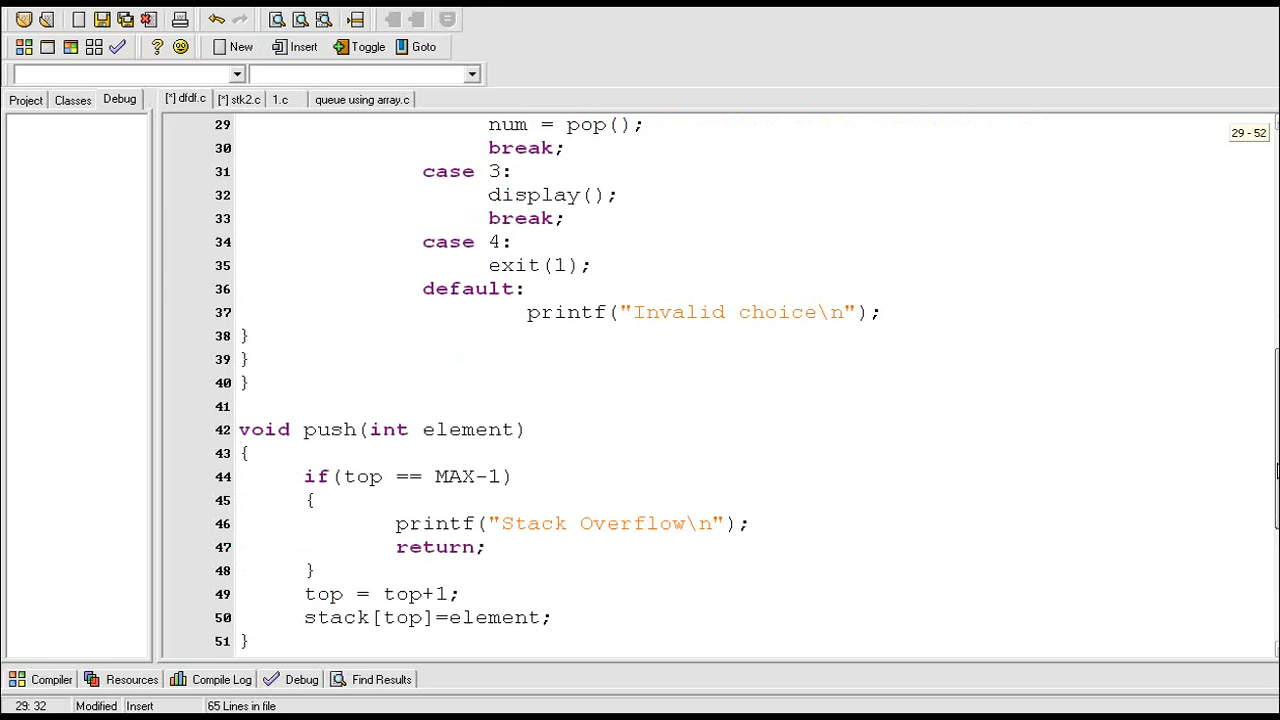 New Insert Toggle Goto
Project Classes Debug [*] dfdf.c [*] stk2.c 1.c queue using array.c
29 num = pop();
29 - 52
30 break;
31 case 3:
32 display();
33 break;
34 case 4:
35 exit(1);
36 default:
37 printf("Invalid choice\n");
38 }
39 }
40 }
41
42 void push(int element)
43 {
44 if(top == MAX-1)
45 {
46 printf("Stack Overflow\n");
47 return;
48 }
49 top = top+1;
50 stack[top]=element;
51 }
Compiler Resources Compile Log Debug Find Results
29: 32 Modified Insert 65 Lines in file